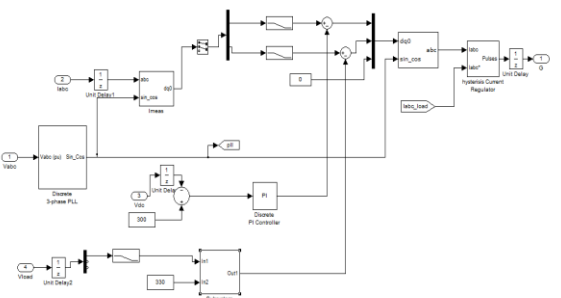 2
Iabc
1
z
Unit Delay1
abc
sin_cos
dq0
Imeas
0
dq0
sin_cos
abc
Iabc
Iabc*
Pulses
hysterisis Current
Regulator
1
z
Unit Delay
1
G
Iabc_load
1
Vabc
Vabc (pu)
Sin_Cos
Discrete
3-phase PLL
pll
3
Vdc
1
z
Unit Dela
300
PI
Discrete
PI Controller
4
Vload
1
z
Unit Delay2
330
In1
In2
Out1